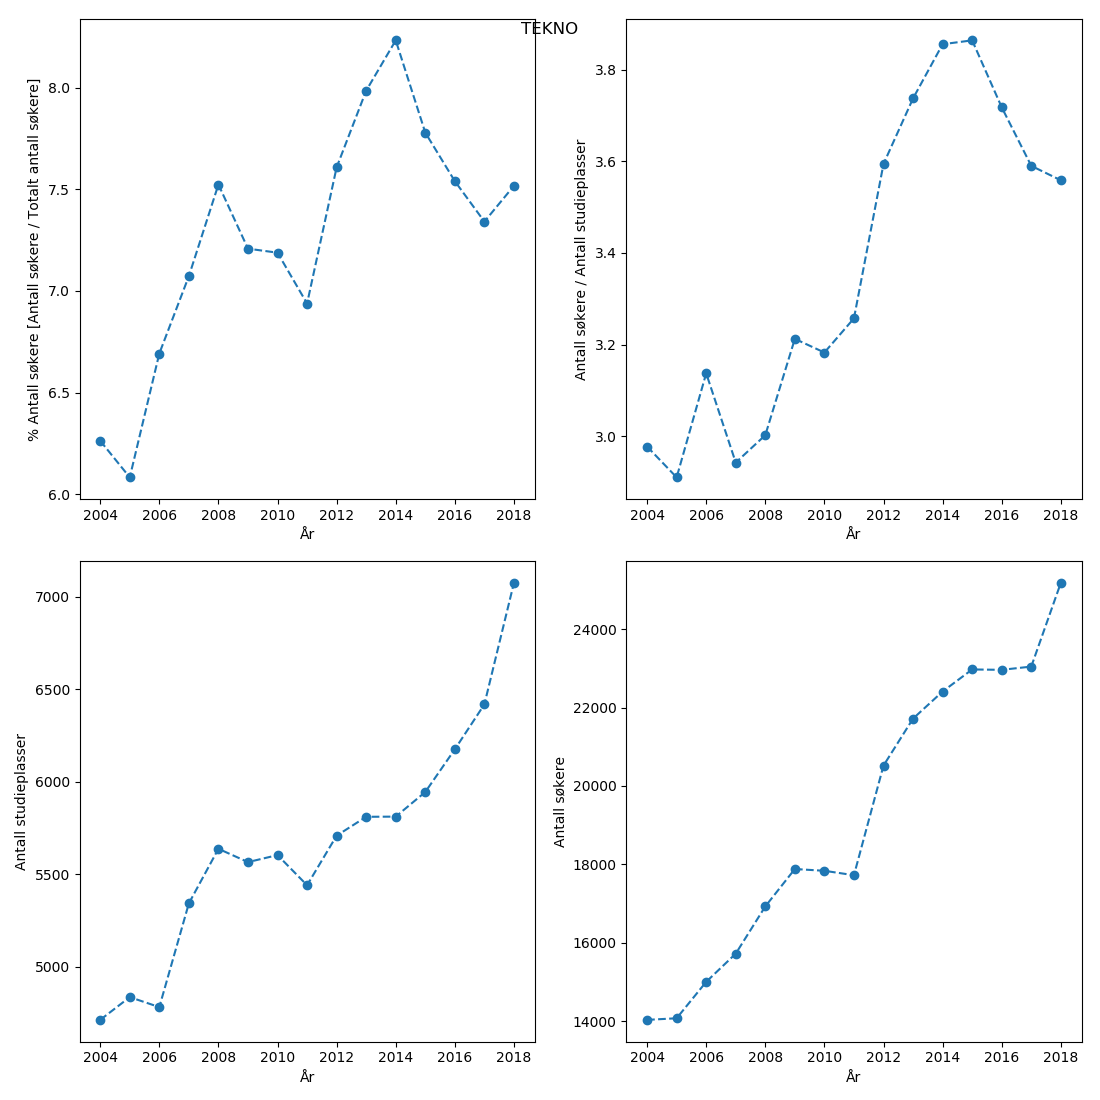 TEKNO
% Antall søkere [Antall søkere / Totalt antall søkere]
8.0
7.5
7.0
6.5
6.0
2004 2006 2008 2010 2012 2014 2016 2018
År
Antall søkere / Antall studieplasser
3.8
3.6
3.4
3.2
3.0
2004 2006 2008 2010 2012 2014 2016 2018
År
Antall studieplasser
7000
6500
6000
5500
5000
2004 2006 2008 2010 2012 2014 2016 2018
År
Antall søkere
24000
22000
20000
18000
16000
14000
2004 2006 2008 2010 2012 2014 2016 2018
År